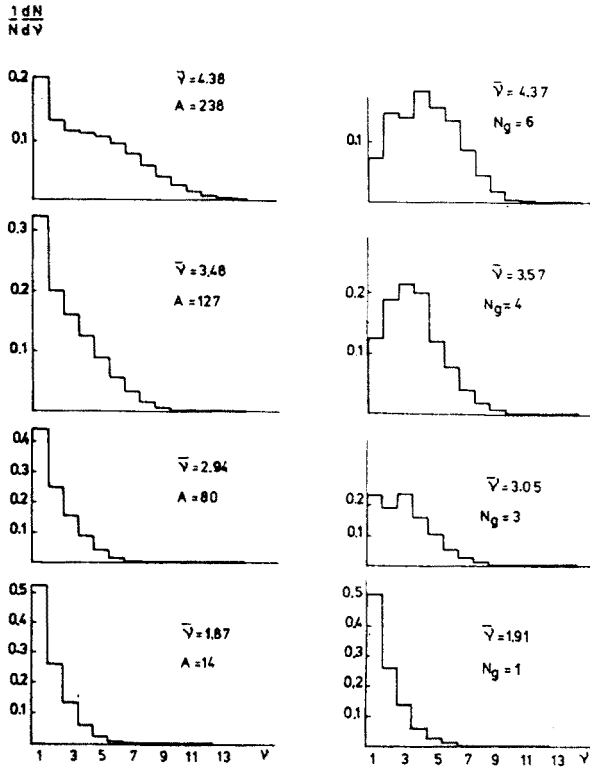 1 dN
N dν
0.2
0.1
ν̄ = 4.38
A = 238
0.3
0.2
0.1
ν̄ = 3.48
A = 127
0.4
0.3
0.2
0.1
ν̄ = 2.94
A = 80
0.5
0.4
0.3
0.2
0.1
ν̄ = 1.87
A = 14
1 3 5 7 9 11 13 ν
0.1
ν̄ = 4.37
Ng = 6
0.2
0.1
ν̄ = 3.57
Ng = 4
0.2
0.1
ν̄ = 3.05
Ng = 3
0.5
0.4
0.3
0.2
0.1
ν̄ = 1.91
Ng = 1
1 3 5 7 9 11 13 ν